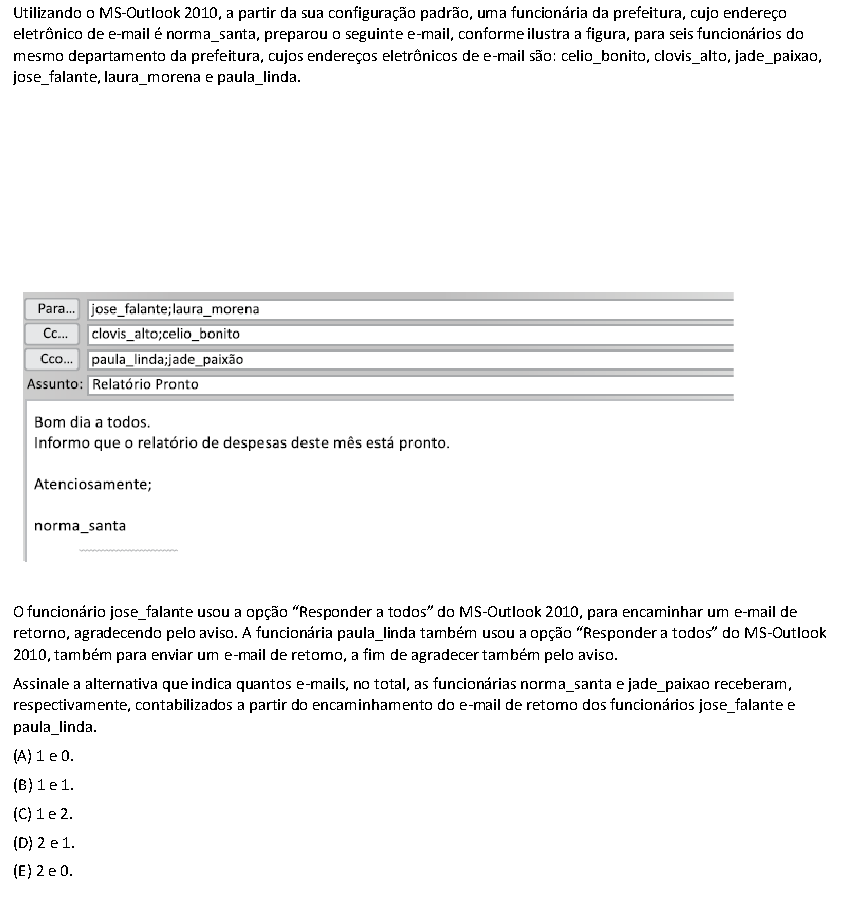 Utilizando o MS-Outlook 2010, a partir da sua configuração padrão, uma funcionária da prefeitura, cujo endereço
eletrônico de e-mail é norma_santa, preparou o seguinte e-mail, conforme ilustra a figura, para seis funcionários do
mesmo departamento da prefeitura, cujos endereços eletrônicos de e-mail são: celio_bonito, clovis_alto, jade_paixao,
jose_falante, laura_morena e paula_linda.
Para... jose_falante;laura_morena
Cc... clovis_alto;celio_bonito
Cco... paula_linda;jade_paixão
Assunto: Relatório Pronto
Bom dia a todos.
Informo que o relatório de despesas deste mês está pronto.
Atenciosamente;
norma_santa
O funcionário jose_falante usou a opção “Responder a todos” do MS-Outlook 2010, para encaminhar um e-mail de
retorno, agradecendo pelo aviso. A funcionária paula_linda também usou a opção “Responder a todos” do MS-Outlook
2010, também para enviar um e-mail de retorno, a fim de agradecer também pelo aviso.
Assinale a alternativa que indica quantos e-mails, no total, as funcionárias norma_santa e jade_paixao receberam,
respectivamente, contabilizados a partir do encaminhamento do e-mail de retorno dos funcionários jose_falante e
paula_linda.
(A) 1 e 0.
(B) 1 e 1.
(C) 1 e 2.
(D) 2 e 1.
(E) 2 e 0.